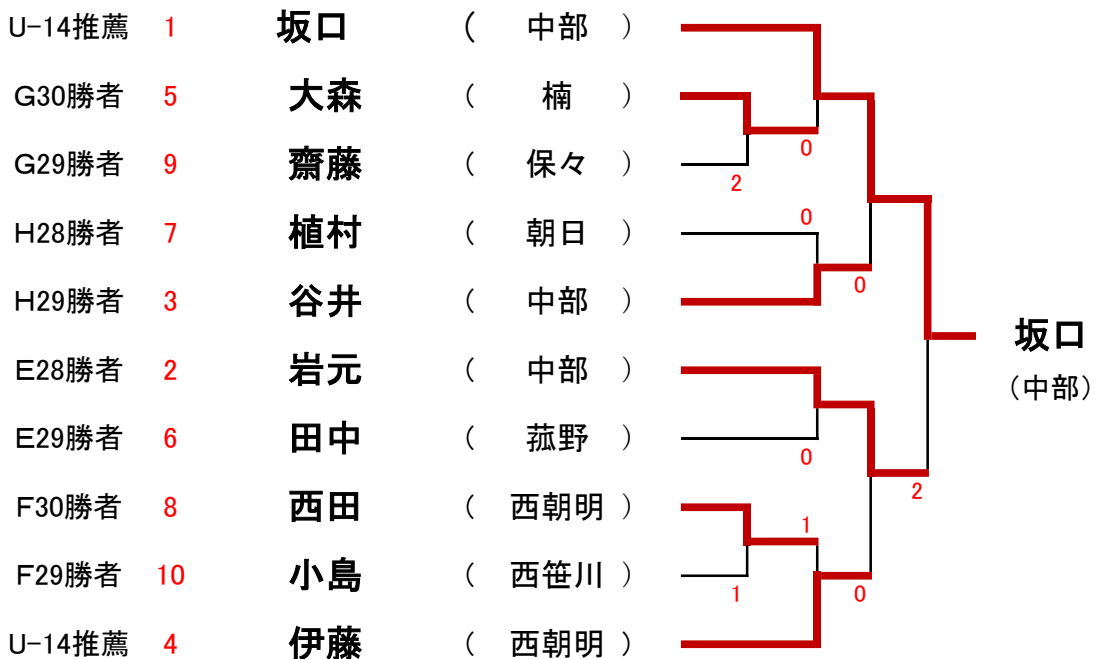 U-14推薦 1 坂口 ( 中部 )
G30勝者 5 大森 ( 楠 )
0
G29勝者 9 齋藤 ( 保々 )
2
0
H28勝者 7 植村 ( 朝日 )
0
H29勝者 3 谷井 ( 中部 )
坂口
(中部)
E28勝者 2 岩元 ( 中部 )
E29勝者 6 田中 ( 菰野 )
0
2
F30勝者 8 西田 ( 西朝明 )
1
F29勝者 10 小島 ( 西笹川 )
1
0
U-14推薦 4 伊藤 ( 西朝明 )